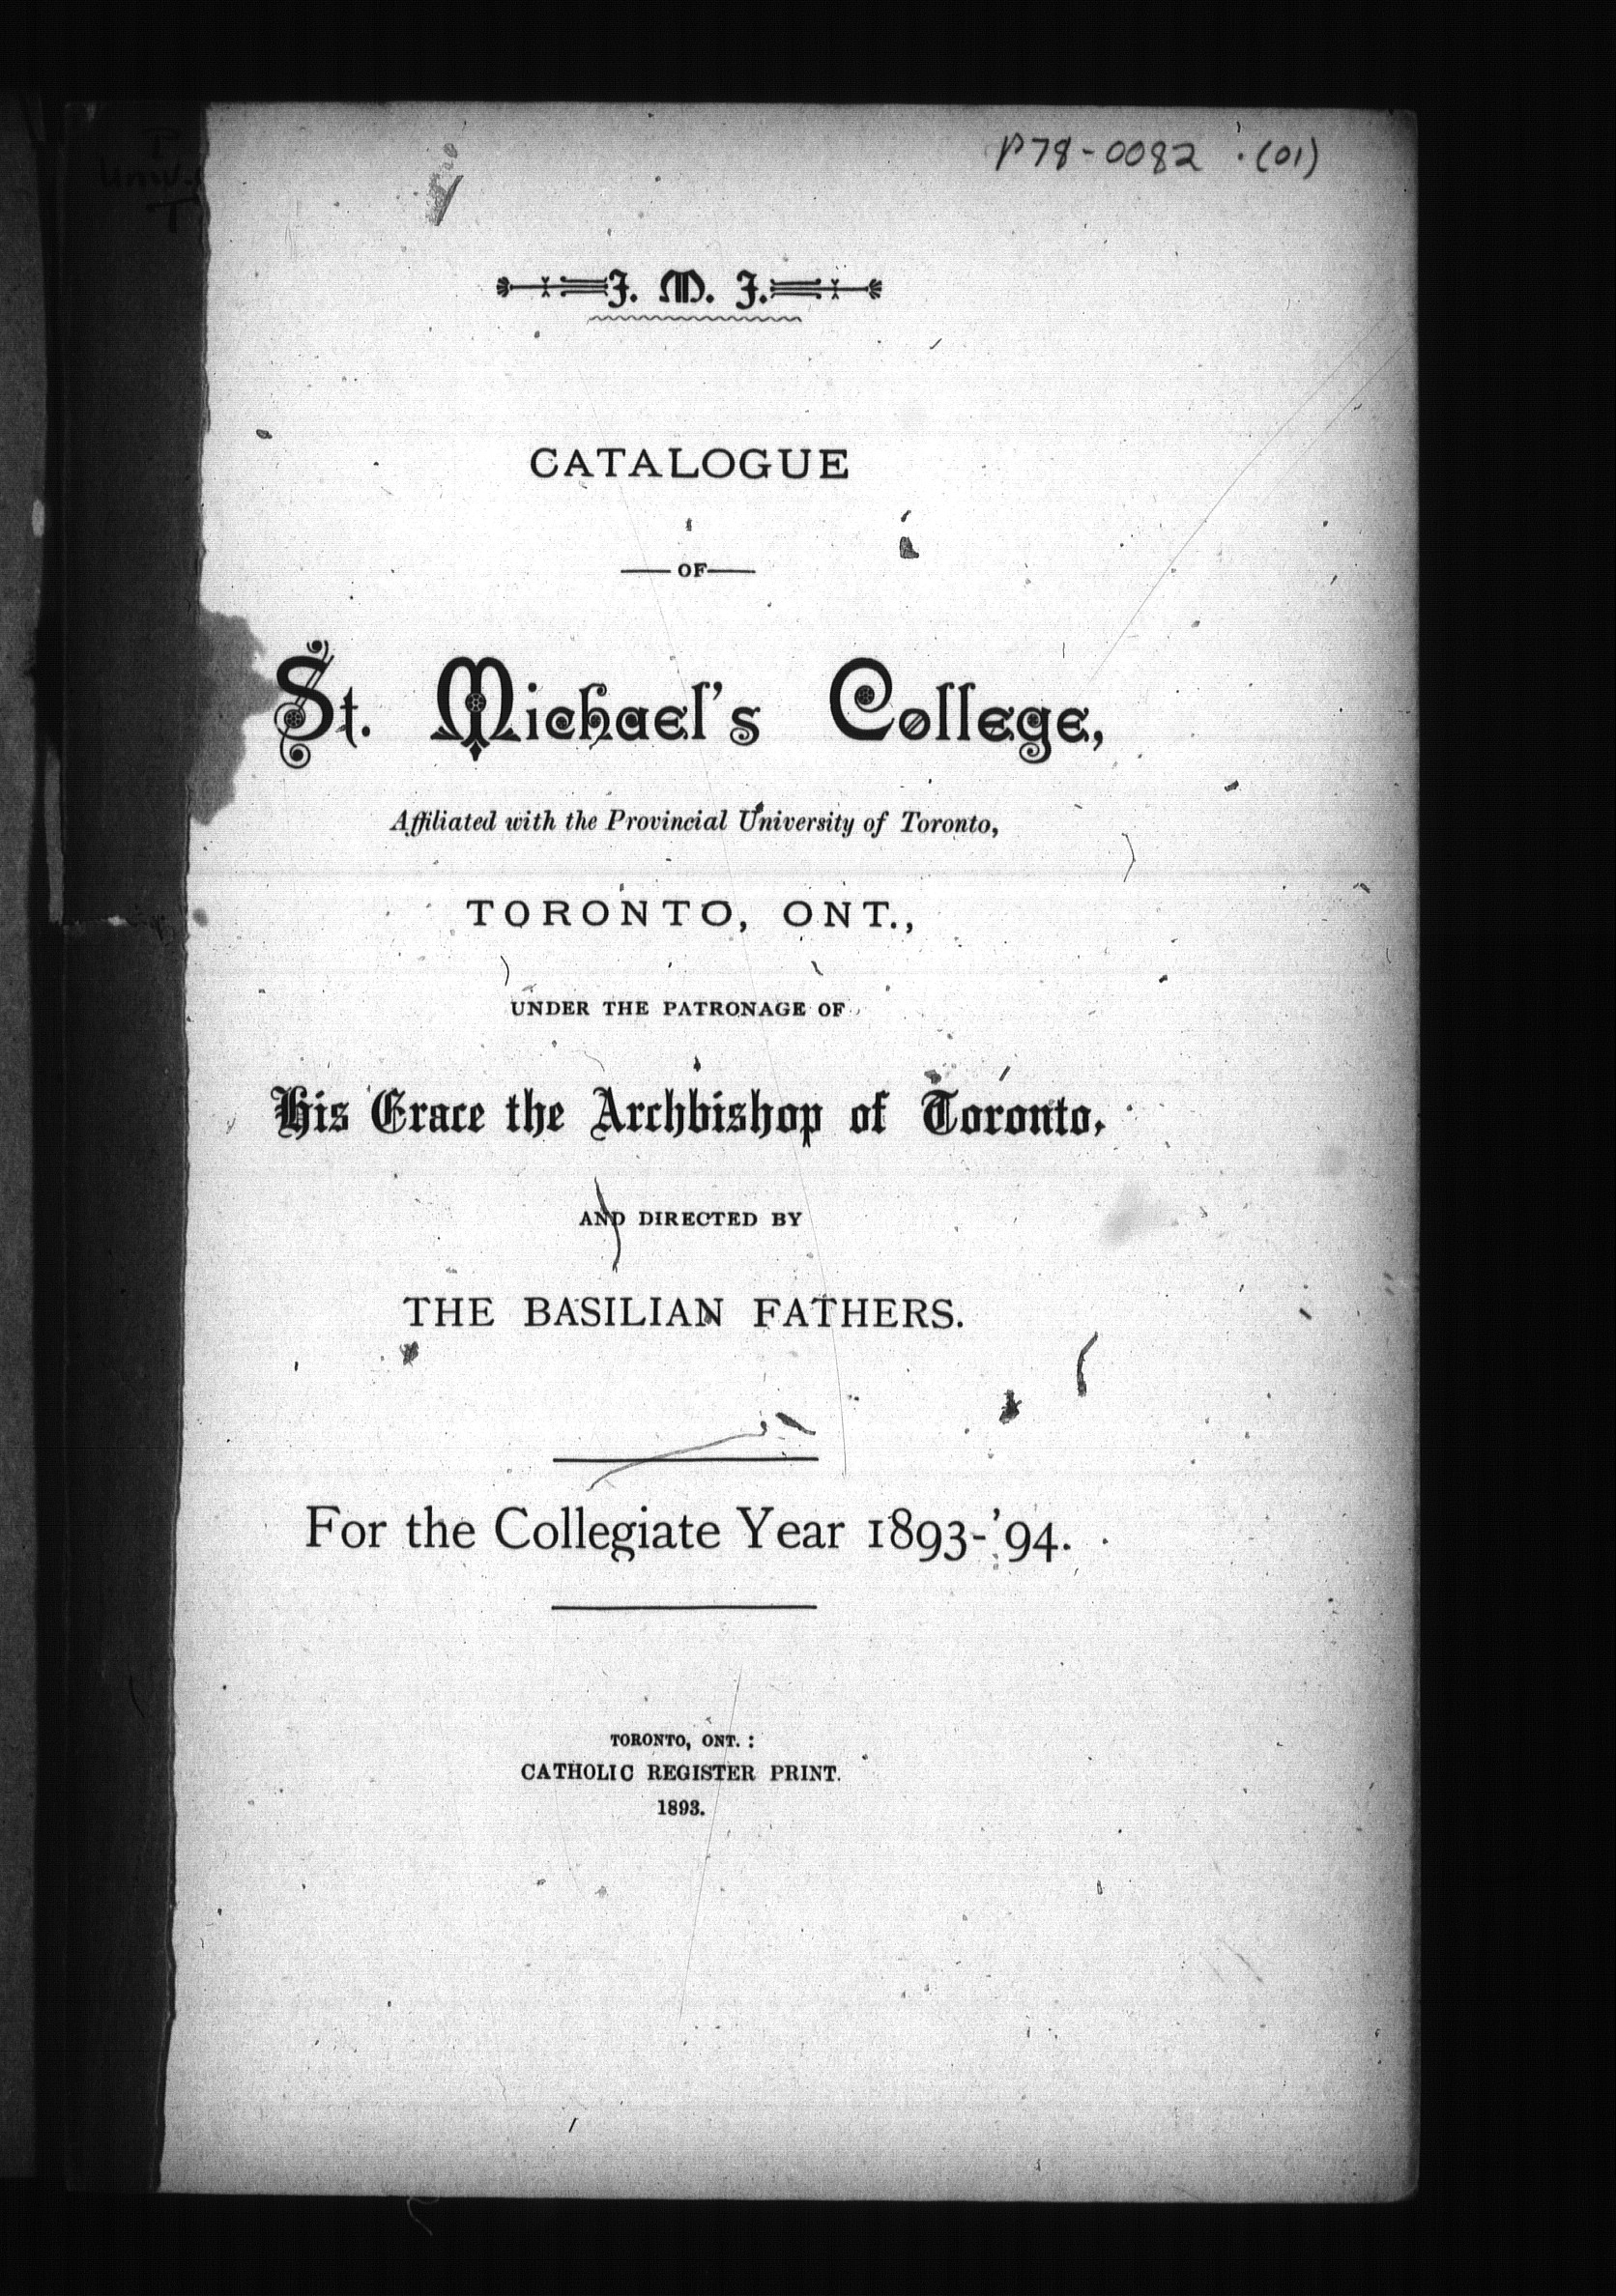 P78-0082 . (01)
J. M. J.
CATALOGUE
— OF —
St. Michael's College,
Affiliated with the Provincial University of Toronto,
TORONTO, ONT.,
UNDER THE PATRONAGE OF
His Grace the Archbishop of Toronto,
AND DIRECTED BY
THE BASILIAN FATHERS.
For the Collegiate Year 1893-'94.
TORONTO, ONT. :
CATHOLIC REGISTER PRINT.
1893.